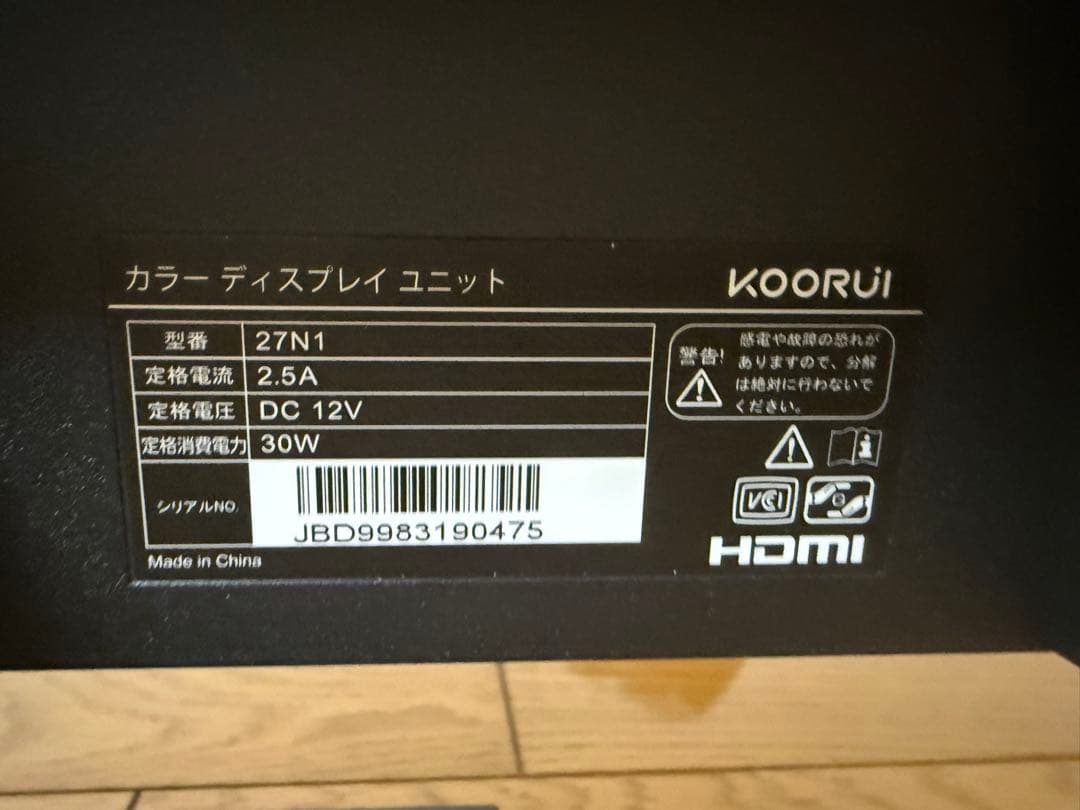 カラー ディスプレイ ユニット KOORUI
型番 27N1
定格電流 2.5A
定格電圧 DC 12V
定格消費電力 30W
シリアルNO. JBD9983190475
Made in China
警告!
感電や故障の恐れが
ありますので、分解
は絶対に行わないで
ください。
VCCI
HDMI